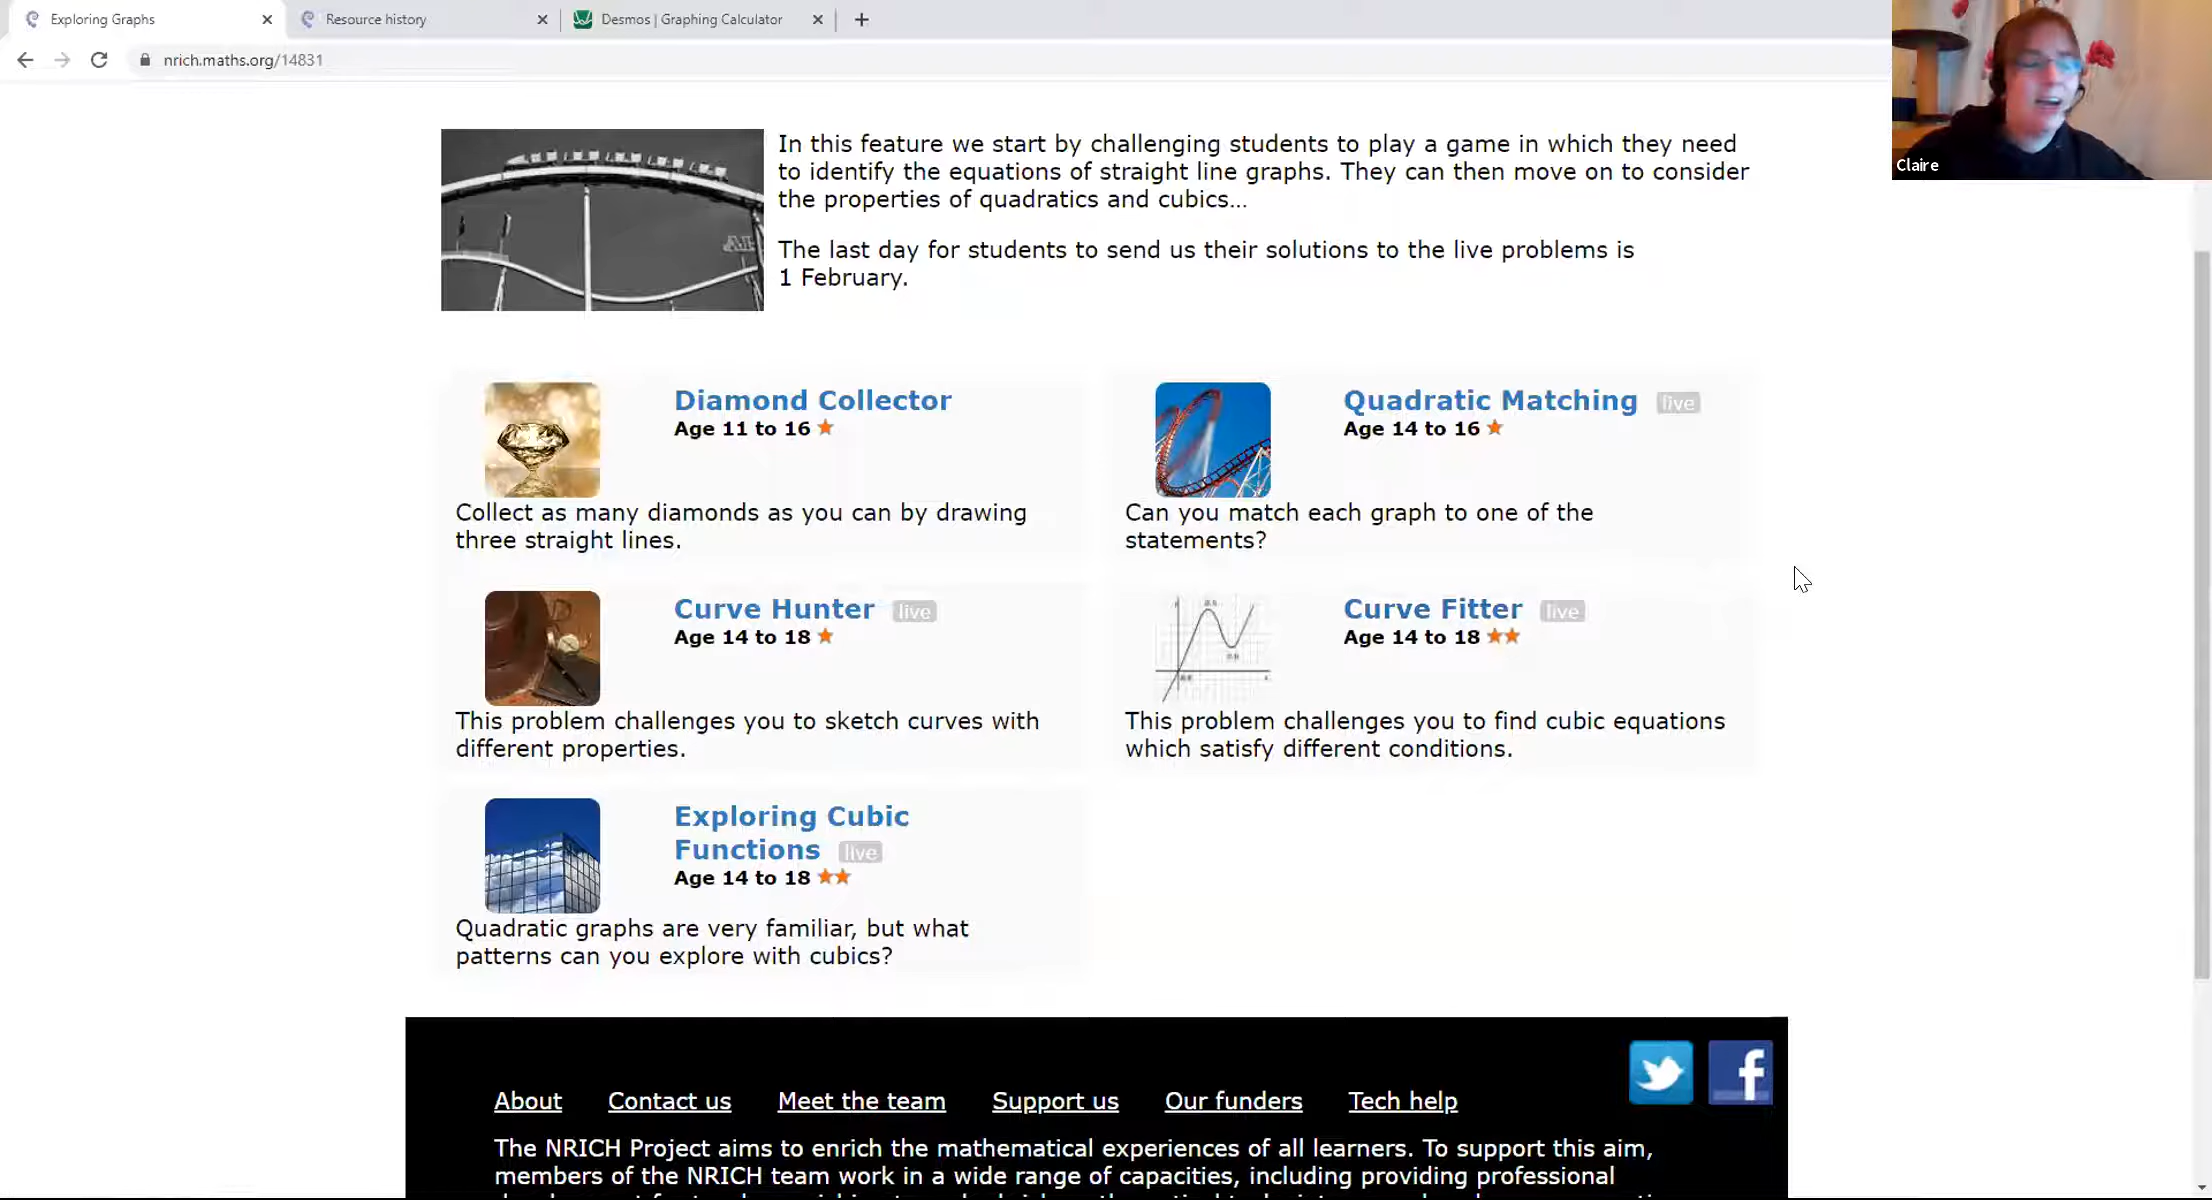 Exploring Graphs
Resource history
Desmos | Graphing Calculator
nrich.maths.org/14831
Claire
In this feature we start by challenging students to play a game in which they need
to identify the equations of straight line graphs. They can then move on to consider
the properties of quadratics and cubics...
The last day for students to send us their solutions to the live problems is
1 February.
Diamond Collector
Age 11 to 16
Collect as many diamonds as you can by drawing
three straight lines.
Quadratic Matching live
Age 14 to 16
Can you match each graph to one of the
statements?
Curve Hunter live
Age 14 to 18
This problem challenges you to sketch curves with
different properties.
Curve Fitter live
Age 14 to 18
This problem challenges you to find cubic equations
which satisfy different conditions.
Exploring Cubic
Functions live
Age 14 to 18
Quadratic graphs are very familiar, but what
patterns can you explore with cubics?
About Contact us Meet the team Support us Our funders Tech help
The NRICH Project aims to enrich the mathematical experiences of all learners. To support this aim,
members of the NRICH team work in a wide range of capacities, including providing professional